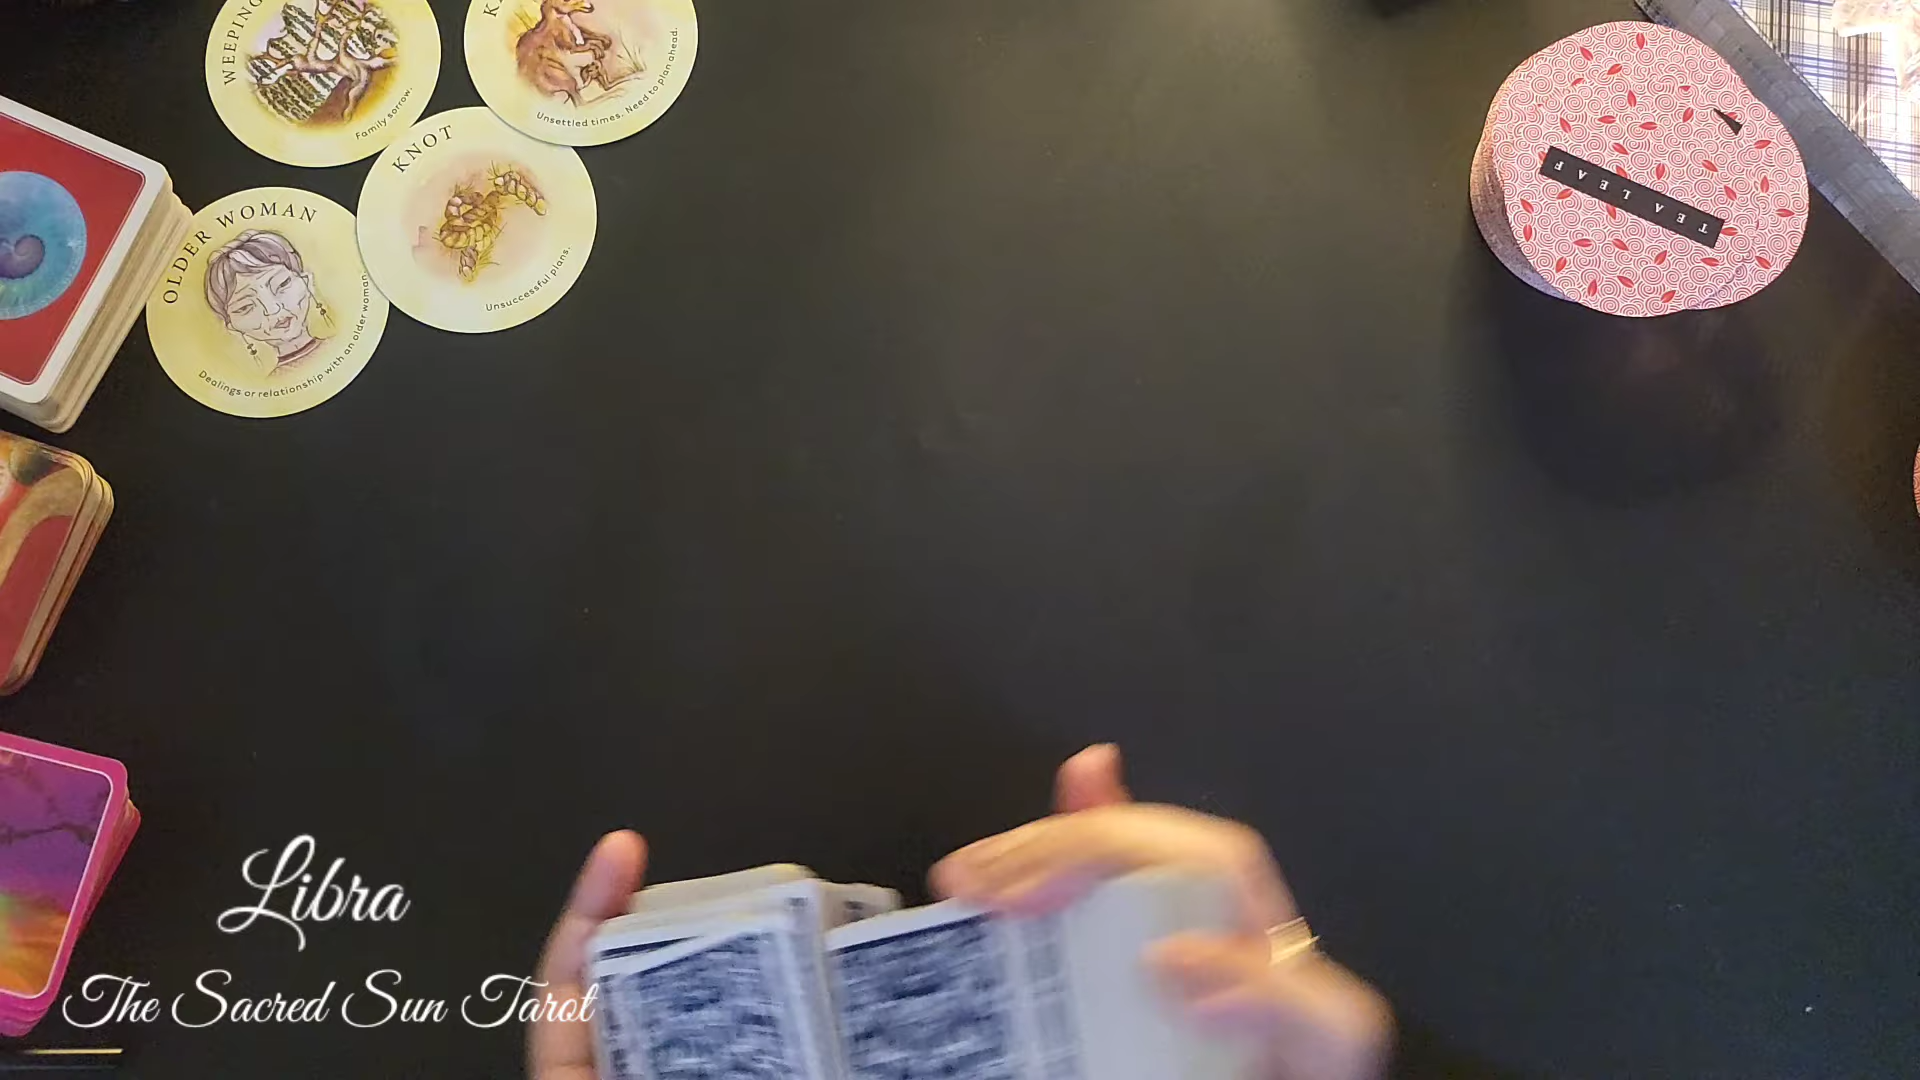 WEEPING
Family sorrow.
K
Unsettled times. Need to plan ahead.
KNOT
Unsuccessful plans.
OLDER WOMAN
Dealings or relationship with an older woman
TEA LEAF
Libra
The Sacred Sun Tarot